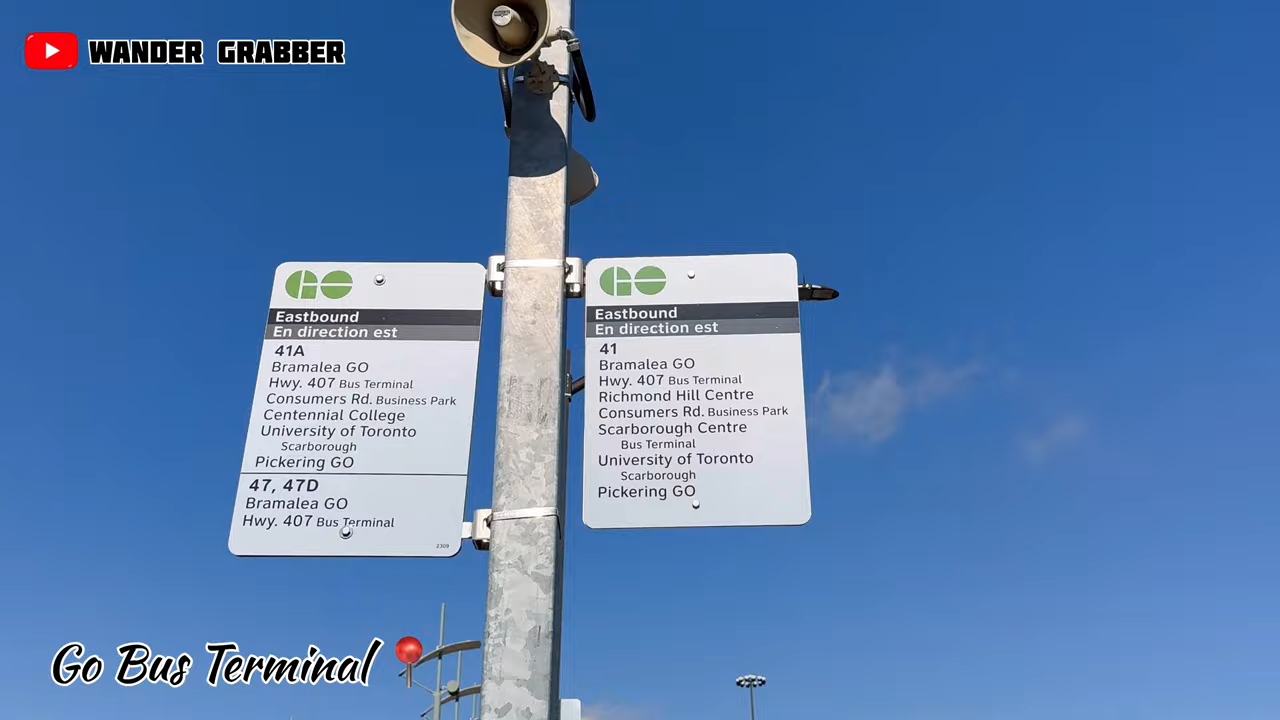 WANDER GRABBER
GO
Eastbound
En direction est
41A
Bramalea GO
Hwy. 407 Bus Terminal
Consumers Rd. Business Park
Centennial College
University of Toronto
Scarborough
Pickering GO
47, 47D
Bramalea GO
Hwy. 407 Bus Terminal
2309
GO
Eastbound
En direction est
41
Bramalea GO
Hwy. 407 Bus Terminal
Richmond Hill Centre
Consumers Rd. Business Park
Scarborough Centre
Bus Terminal
University of Toronto
Scarborough
Pickering GO
Go Bus Terminal